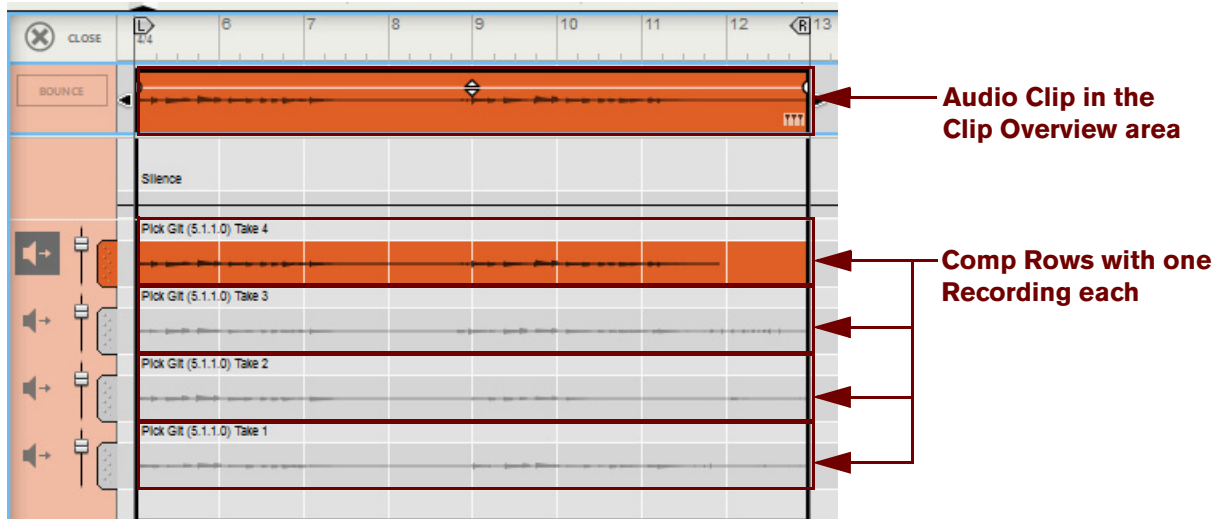 CLOSE L 6 7 8 9 10 11 12 R 13
4/4
BOUNCE
Audio Clip in the
Clip Overview area
Silence
Pick Git (5.1.1.0) Take 4
Comp Rows with one
Recording each
Pick Git (5.1.1.0) Take 3
Pick Git (5.1.1.0) Take 2
Pick Git (5.1.1.0) Take 1